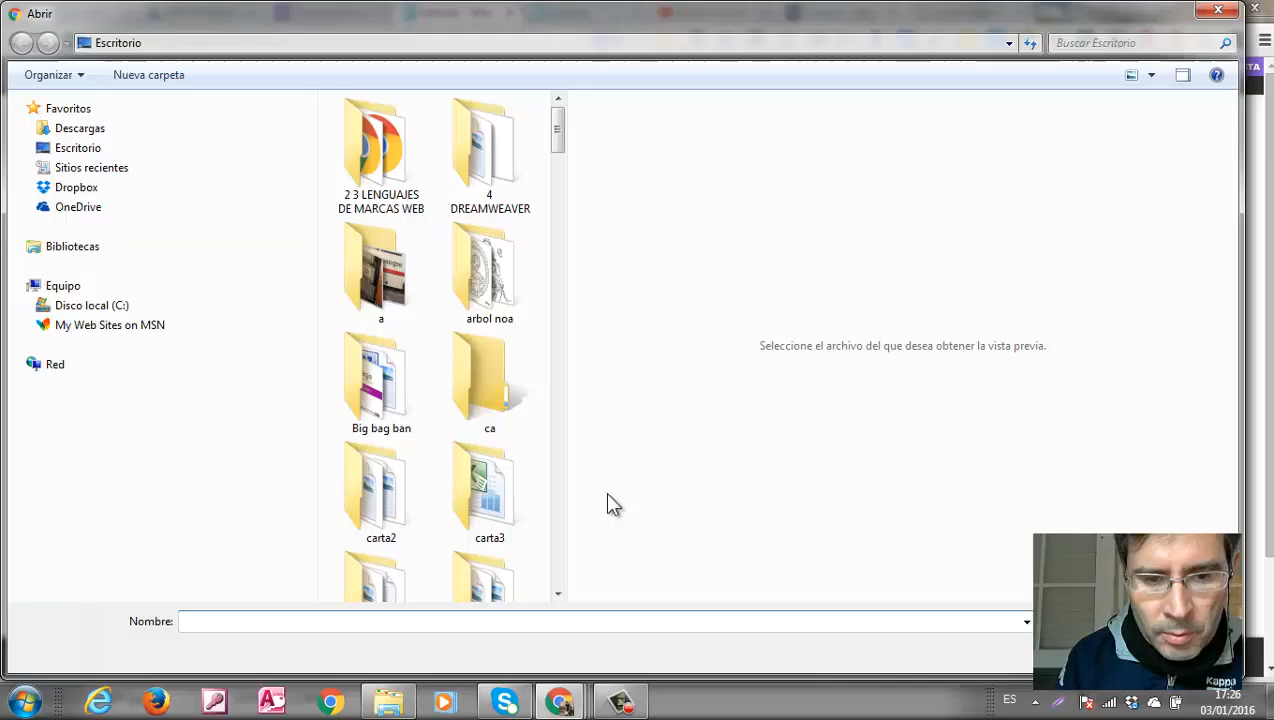 Abrir
Escritorio
Buscar Escritorio
Organizar
Nueva carpeta
STA
Favoritos
Descargas
Escritorio
Sitios recientes
Dropbox
OneDrive
Bibliotecas
Equipo
Disco local (C:)
My Web Sites on MSN
Red
2 3 LENGUAJES
DE MARCAS WEB
4
DREAMWEAVER
a
arbol noa
Big bag ban
ca
carta2
carta3
Seleccione el archivo del que desea obtener la vista previa.
Nombre:
Kappa
ES
17:26
03/01/2016